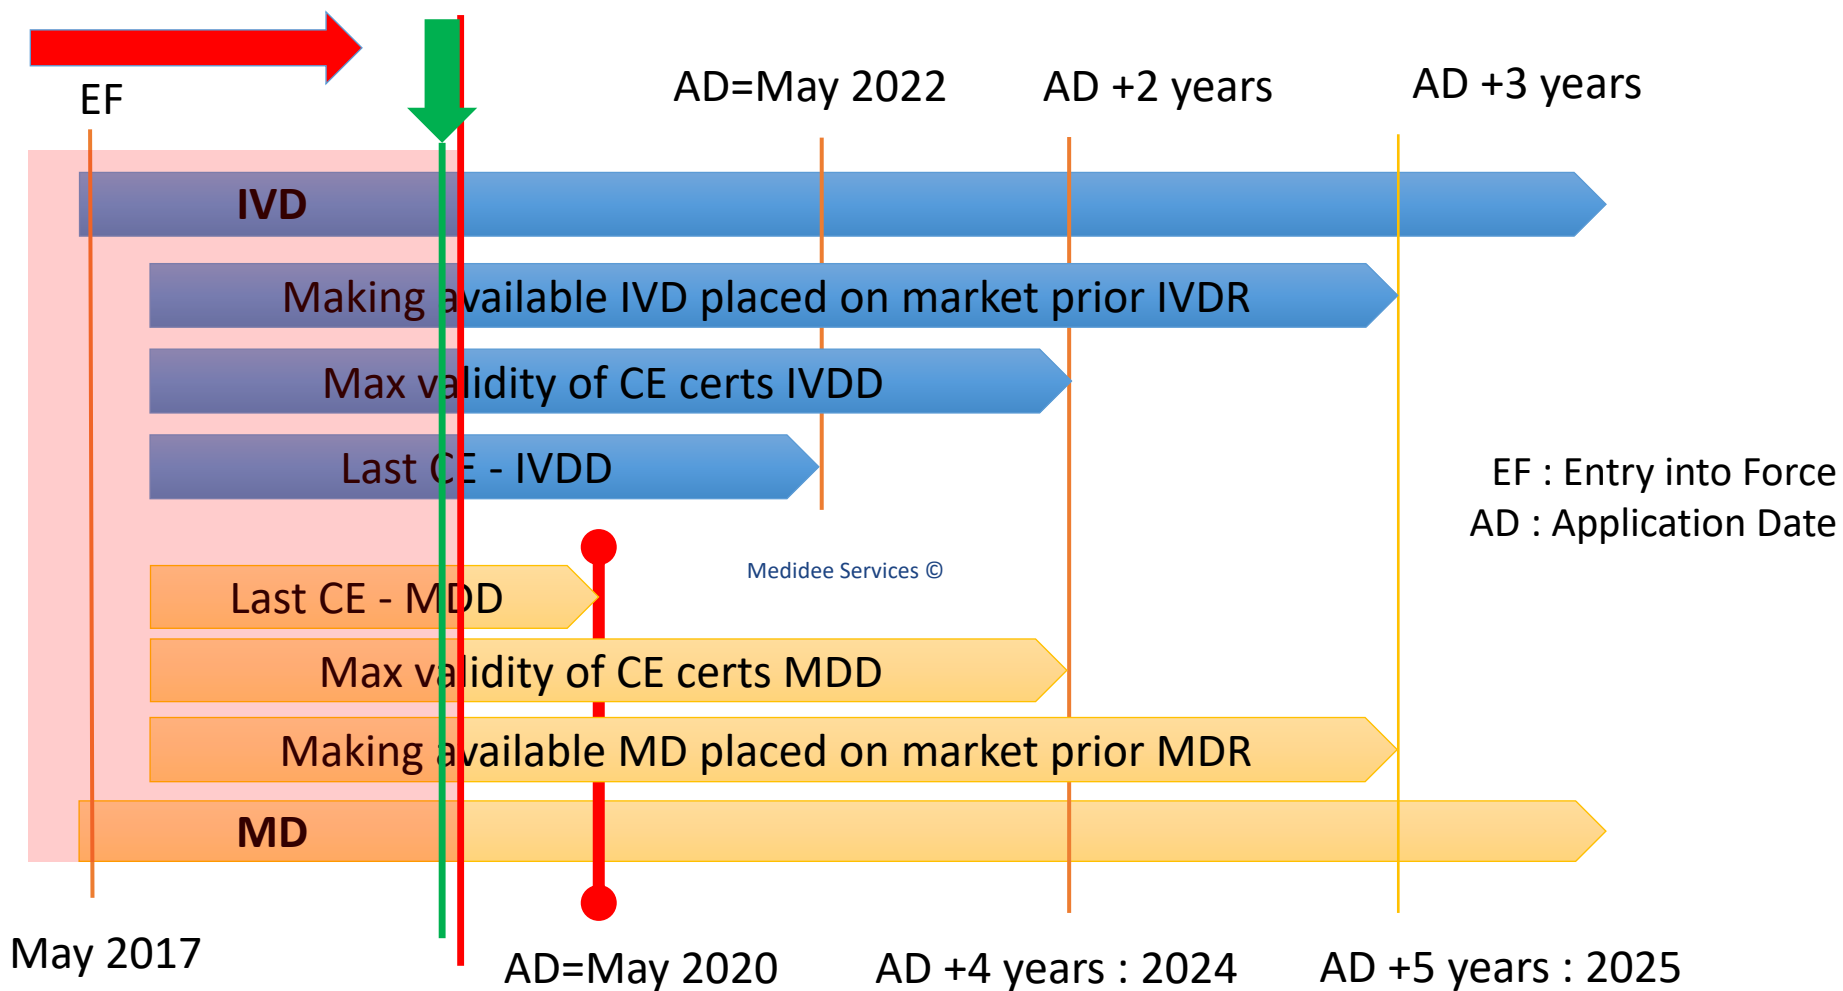 EF
AD=May 2022
AD +2 years
AD +3 years
IVD
Making available IVD placed on market prior IVDR
Max validity of CE certs IVDD
Last CE - IVDD
EF : Entry into Force
AD : Application Date
Medidee Services ©
Last CE - MDD
Max validity of CE certs MDD
Making available MD placed on market prior MDR
MD
May 2017
AD=May 2020
AD +4 years : 2024
AD +5 years : 2025